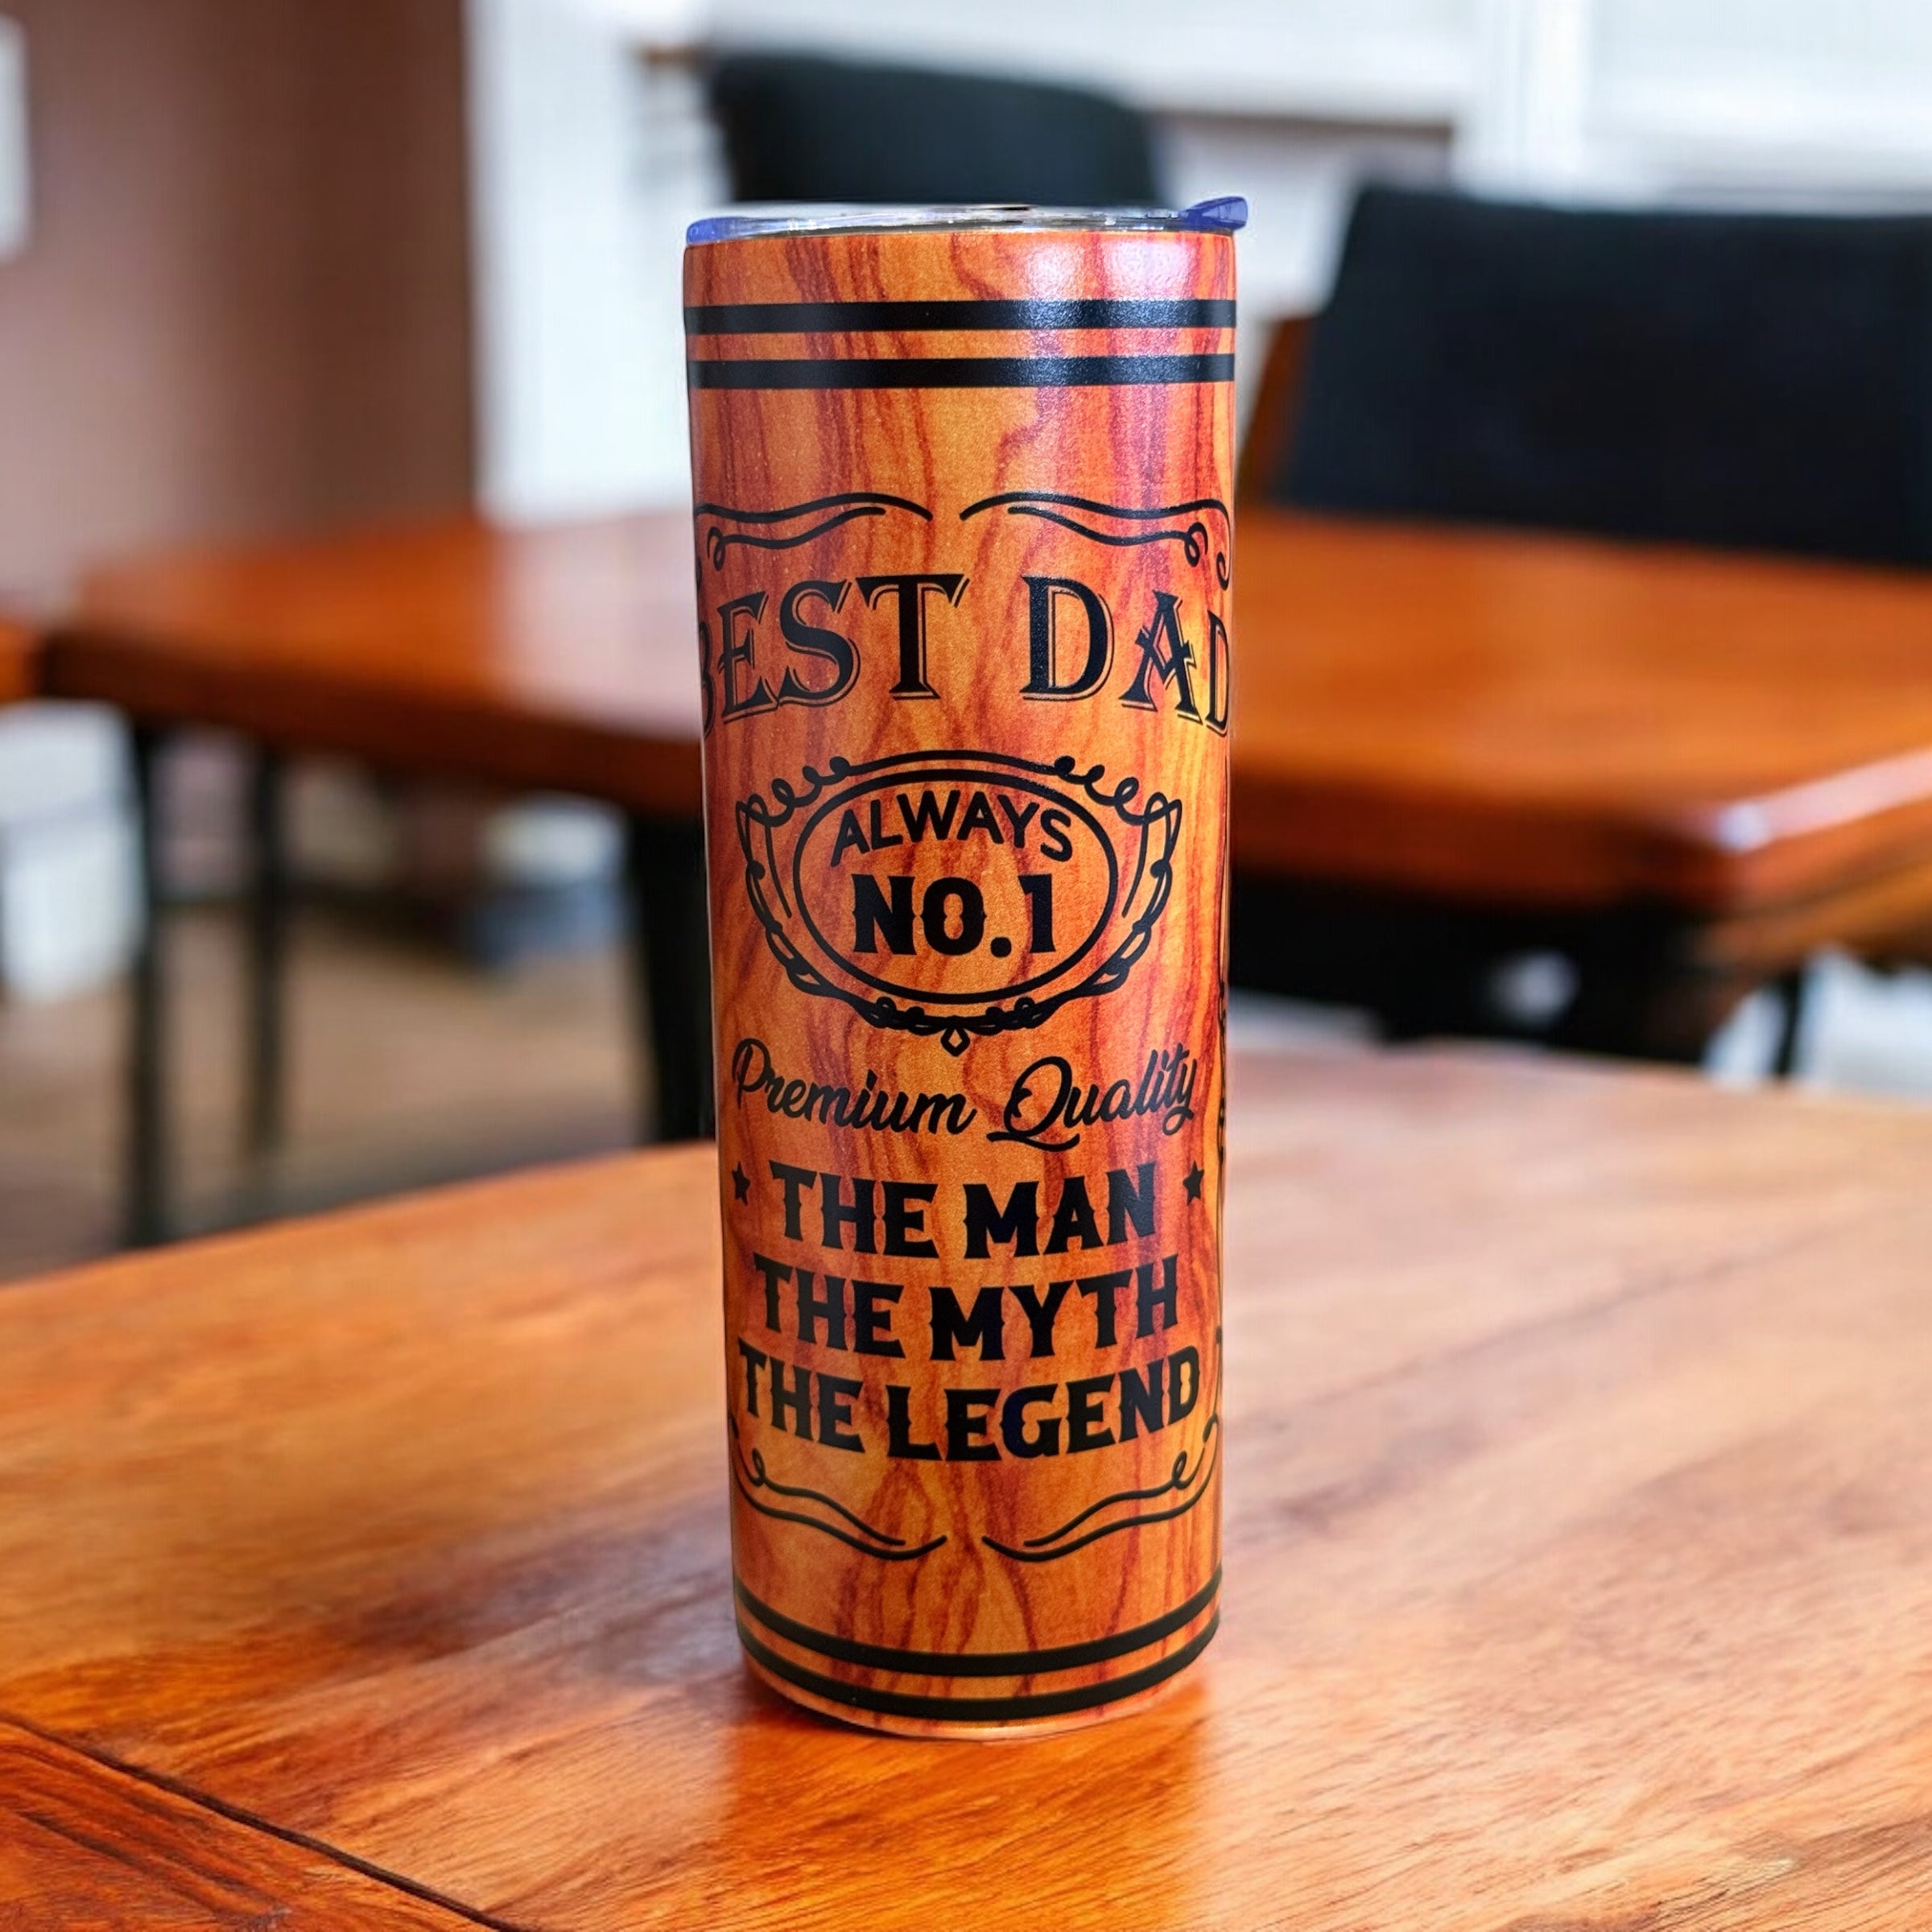 BEST DAD
ALWAYS
NO.1
Premium Quality
THE MAN
THE MYTH
THE LEGEND